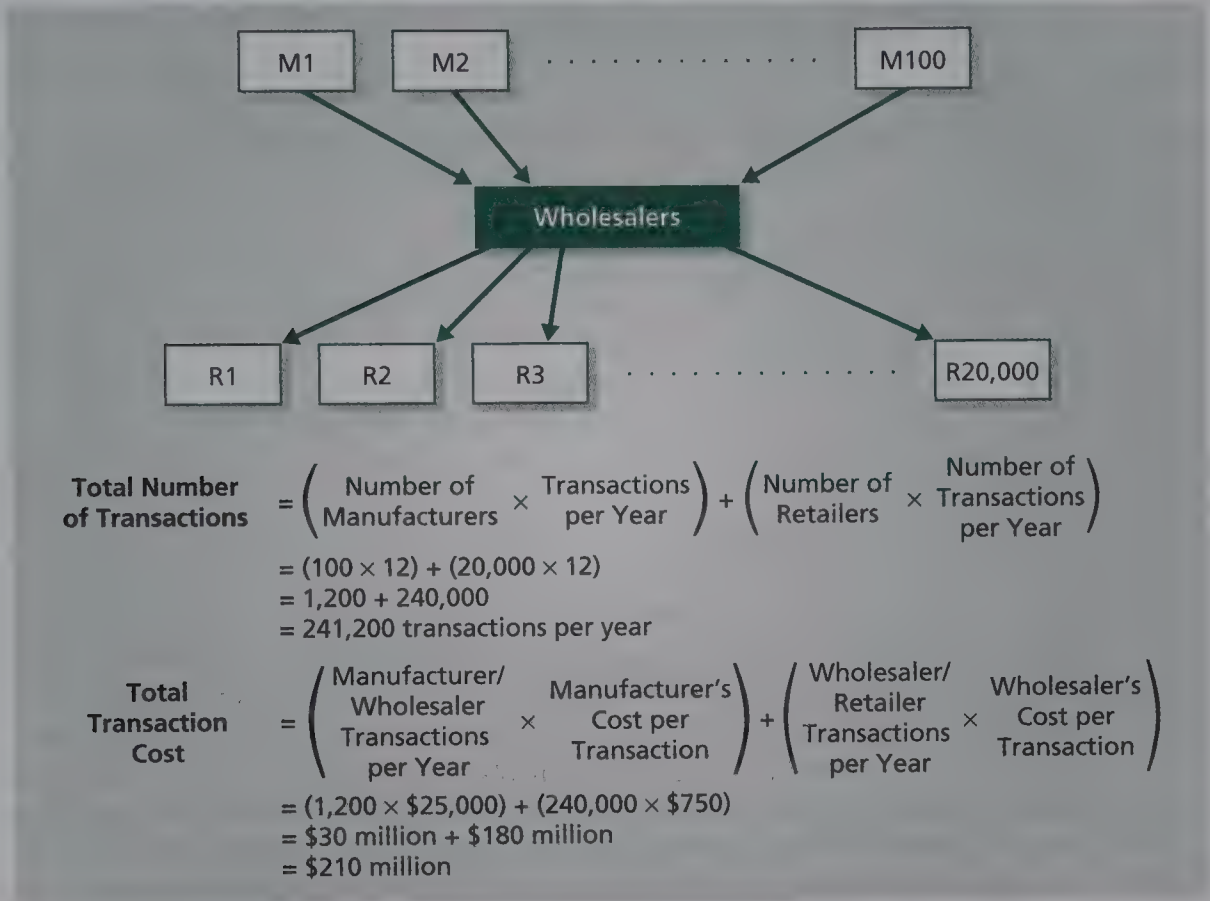 M1
M2
. . . . . . . . . . . . .
M100
Wholesalers
R1
R2
R3
. . . . . . . . . . . . .
R20,000
Total Number of Transactions = (Number of Manufacturers × Transactions per Year) + (Number of Retailers × Number of Transactions per Year)
= (100 × 12) + (20,000 × 12)
= 1,200 + 240,000
= 241,200 transactions per year
Total Transaction Cost = (Manufacturer/ Wholesaler Transactions per Year × Manufacturer's Cost per Transaction) + (Wholesaler/ Retailer Transactions per Year × Wholesaler's Cost per Transaction)
= (1,200 × $25,000) + (240,000 × $750)
= $30 million + $180 million
= $210 million